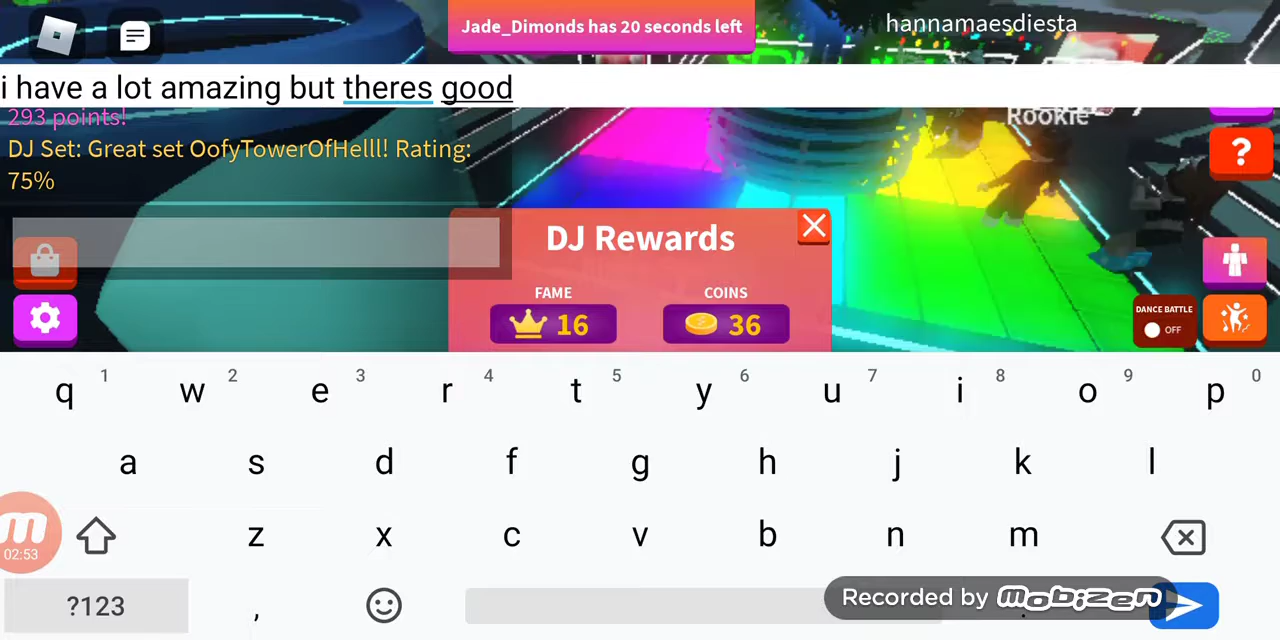 Jade_Dimonds has 20 seconds left
hannamaesdiesta
i have a lot amazing but theres good
293 points!
Rookie
DJ Set: Great set OofyTowerOfHelll! Rating:
75%
?
DJ Rewards
FAME COINS
16 36
DANCE BATTLE
OFF
q 1 w 2 e 3 r 4 t 5 y 6 u 7 i 8 o 9 p 0
a s d f g h j k l
02:53
z x c v b n m
?123 , .
Recorded by mobizen